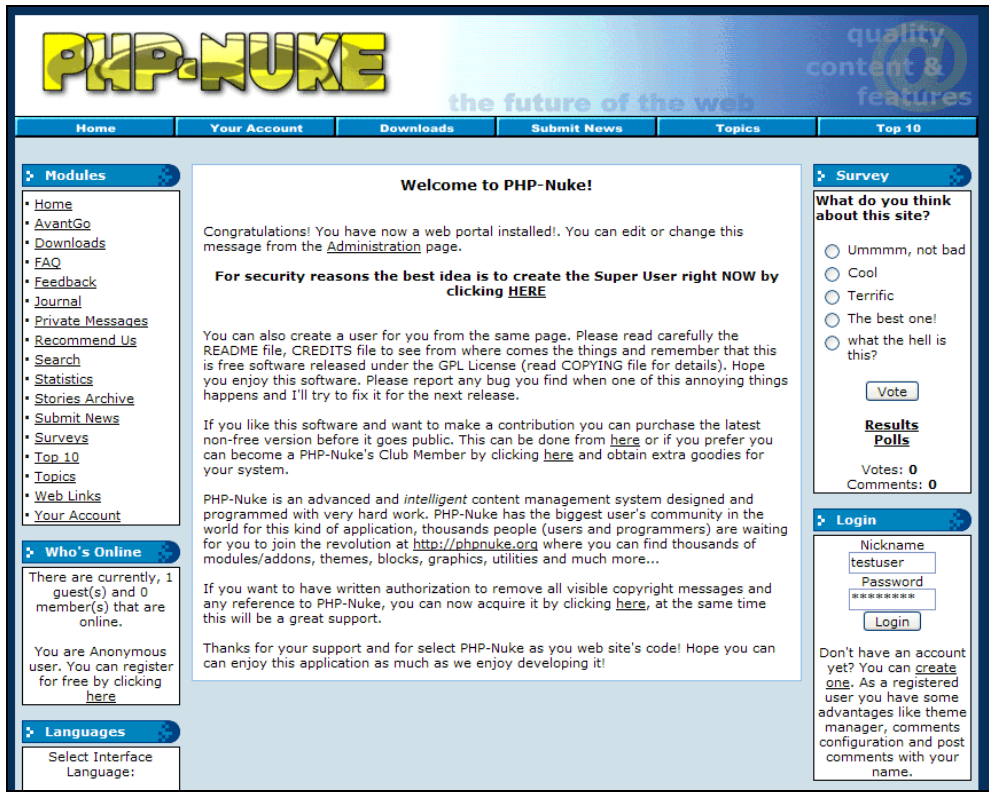 PHP-NUKE
quality
content &
features
the future of the web
Home
Your Account
Downloads
Submit News
Topics
Top 10
Modules
Home
AvantGo
Downloads
FAQ
Feedback
Journal
Private Messages
Recommend Us
Search
Statistics
Stories Archive
Submit News
Surveys
Top 10
Topics
Web Links
Your Account
Who's Online
There are currently, 1
guest(s) and 0
member(s) that are
online.
You are Anonymous
user. You can register
for free by clicking
here
Languages
Select Interface
Language:
Welcome to PHP-Nuke!
Congratulations! You have now a web portal installed!. You can edit or change this
message from the Administration page.
For security reasons the best idea is to create the Super User right NOW by
clicking HERE
You can also create a user for you from the same page. Please read carefully the
README file, CREDITS file to see from where comes the things and remember that this
is free software released under the GPL License (read COPYING file for details). Hope
you enjoy this software. Please report any bug you find when one of this annoying things
happens and I'll try to fix it for the next release.
If you like this software and want to make a contribution you can purchase the latest
non-free version before it goes public. This can be done from here or if you prefer you
can become a PHP-Nuke's Club Member by clicking here and obtain extra goodies for
your system.
PHP-Nuke is an advanced and intelligent content management system designed and
programmed with very hard work. PHP-Nuke has the biggest user's community in the
world for this kind of application, thousands people (users and programmers) are waiting
for you to join the revolution at http://phpnuke.org where you can find thousands of
modules/addons, themes, blocks, graphics, utilities and much more...
If you want to have written authorization to remove all visible copyright messages and
any reference to PHP-Nuke, you can now acquire it by clicking here, at the same time
this will be a great support.
Thanks for your support and for select PHP-Nuke as you web site's code! Hope you can
can enjoy this application as much as we enjoy developing it!
Survey
What do you think
about this site?
Ummmm, not bad
Cool
Terrific
The best one!
what the hell is
this?
Vote
Results
Polls
Votes: 0
Comments: 0
Login
Nickname
testuser
Password
********
Login
Don't have an account
yet? You can create
one. As a registered
user you have some
advantages like theme
manager, comments
configuration and post
comments with your
name.